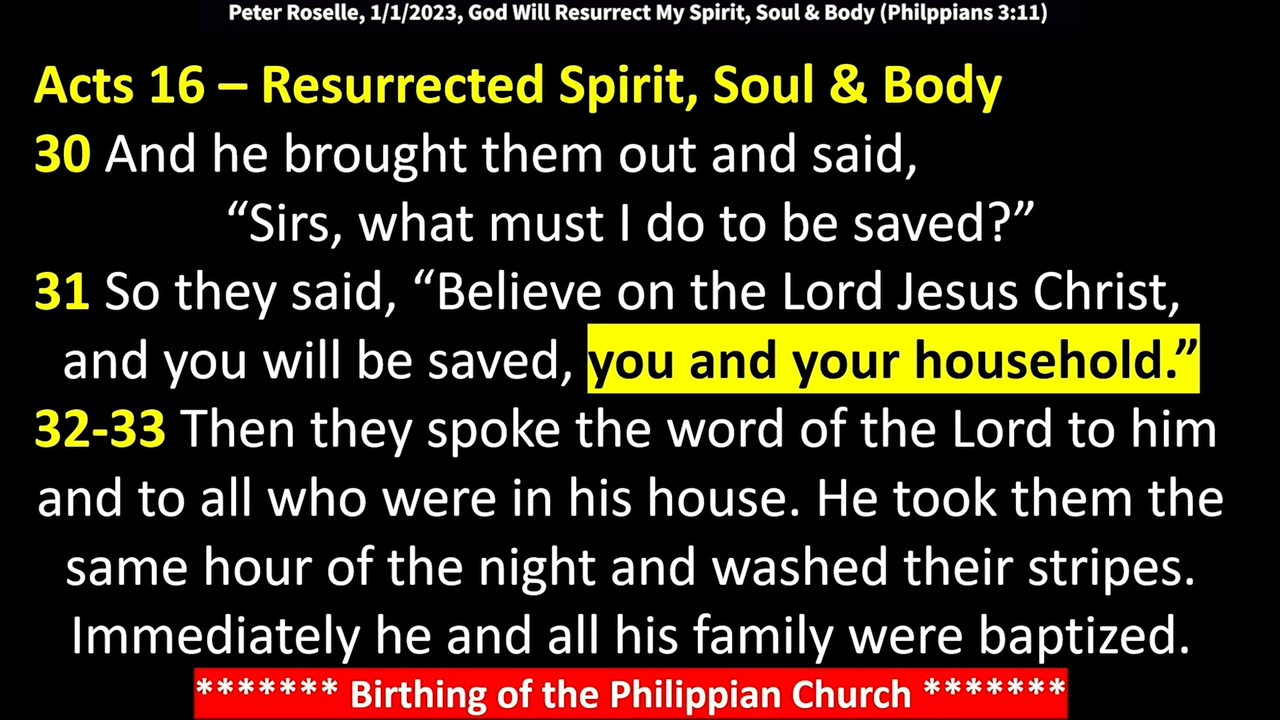 Peter Roselle, 1/1/2023, God Will Resurrect My Spirit, Soul & Body (Philppians 3:11)
Acts 16 – Resurrected Spirit, Soul & Body
30 And he brought them out and said,
“Sirs, what must I do to be saved?”
31 So they said, “Believe on the Lord Jesus Christ,
and you will be saved, you and your household.”
32-33 Then they spoke the word of the Lord to him
and to all who were in his house. He took them the
same hour of the night and washed their stripes.
Immediately he and all his family were baptized.
******* Birthing of the Philippian Church *******